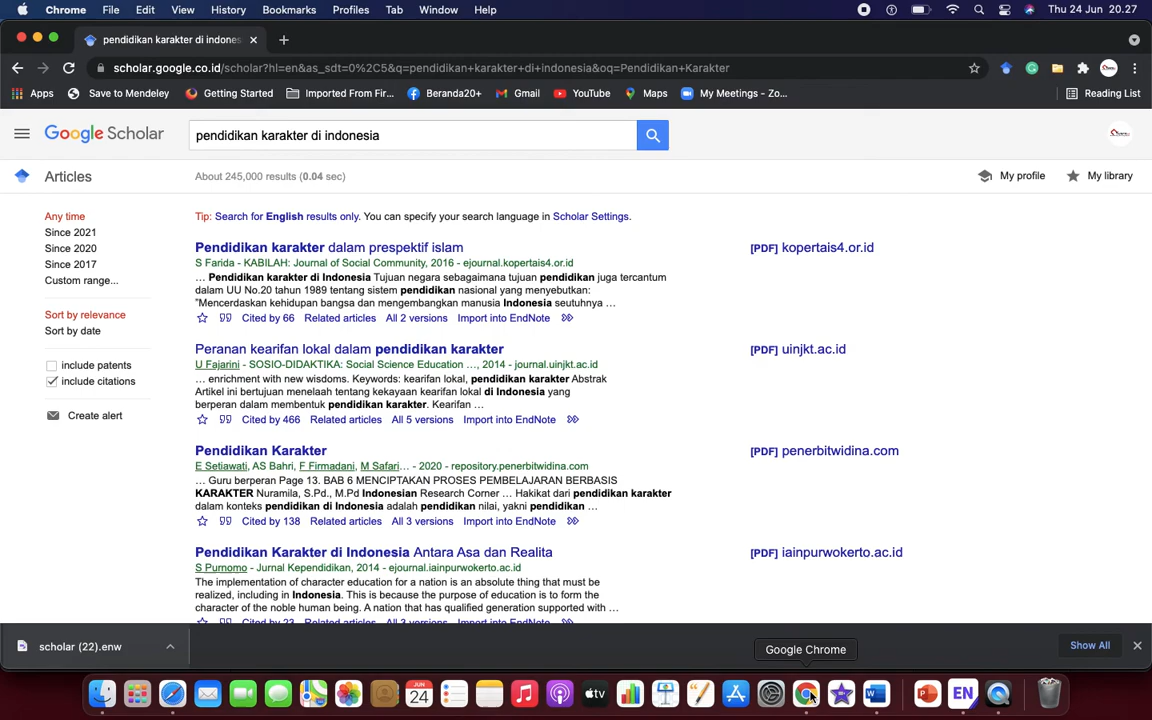 Chrome File Edit View History Bookmarks Profiles Tab Window Help Thu 24 Jun 20.27
pendidikan karakter di indones
scholar.google.co.id/scholar?hl=en&as_sdt=0%2C5&q=pendidikan+karakter+di+indonesia&oq=Pendidikan+Karakter
Apps Save to Mendeley Getting Started Imported From Fir... Beranda20+ Gmail YouTube Maps My Meetings - Zo... Reading List
Google Scholar pendidikan karakter di indonesia
Articles About 245,000 results (0.04 sec) My profile My library
Any time
Since 2021
Since 2020
Since 2017
Custom range...
Sort by relevance
Sort by date
include patents
include citations
Create alert
Tip: Search for English results only. You can specify your search language in Scholar Settings.
Pendidikan karakter dalam prespektif islam [PDF] kopertais4.or.id
S Farida - KABILAH: Journal of Social Community, 2016 - ejournal.kopertais4.or.id
... Pendidikan karakter di Indonesia Tujuan negara sebagaimana tujuan pendidikan juga tercantum
dalam UU No.20 tahun 1989 tentang sistem pendidikan nasional yang menyebutkan:
"Mencerdaskan kehidupan bangsa dan mengembangkan manusia Indonesia seutuhnya ...
Cited by 66 Related articles All 2 versions Import into EndNote
Peranan kearifan lokal dalam pendidikan karakter [PDF] uinjkt.ac.id
U Fajarini - SOSIO-DIDAKTIKA: Social Science Education ..., 2014 - journal.uinjkt.ac.id
... enrichment with new wisdoms. Keywords: kearifan lokal, pendidikan karakter Abstrak
Artikel ini bertujuan menelaah tentang kekayaan kearifan lokal di Indonesia yang
berperan dalam membentuk pendidikan karakter. Kearifan ...
Cited by 466 Related articles All 5 versions Import into EndNote
Pendidikan Karakter [PDF] penerbitwidina.com
E Setiawati, AS Bahri, F Firmadani, M Safari... - 2020 - repository.penerbitwidina.com
... Guru berperan Page 13. BAB 6 MENCIPTAKAN PROSES PEMBELAJARAN BERBASIS
KARAKTER Nuramila, S.Pd., M.Pd Indonesian Research Corner ... Hakikat dari pendidikan karakter
dalam konteks pendidikan di Indonesia adalah pendidikan nilai, yakni pendidikan ...
Cited by 138 Related articles All 3 versions Import into EndNote
Pendidikan Karakter di Indonesia Antara Asa dan Realita [PDF] iainpurwokerto.ac.id
S Purnomo - Jurnal Kependidikan, 2014 - ejournal.iainpurwokerto.ac.id
The implementation of character education for a nation is an absolute thing that must be
realized, including in Indonesia. This is because the purpose of education is to form the
character of the noble human being. A nation that has qualified generation supported with ...
Cited by 23 Related articles All 3 versions Import into EndNote
scholar (22).enw Show All
Google Chrome
JUN
24
tv
W
P
EN